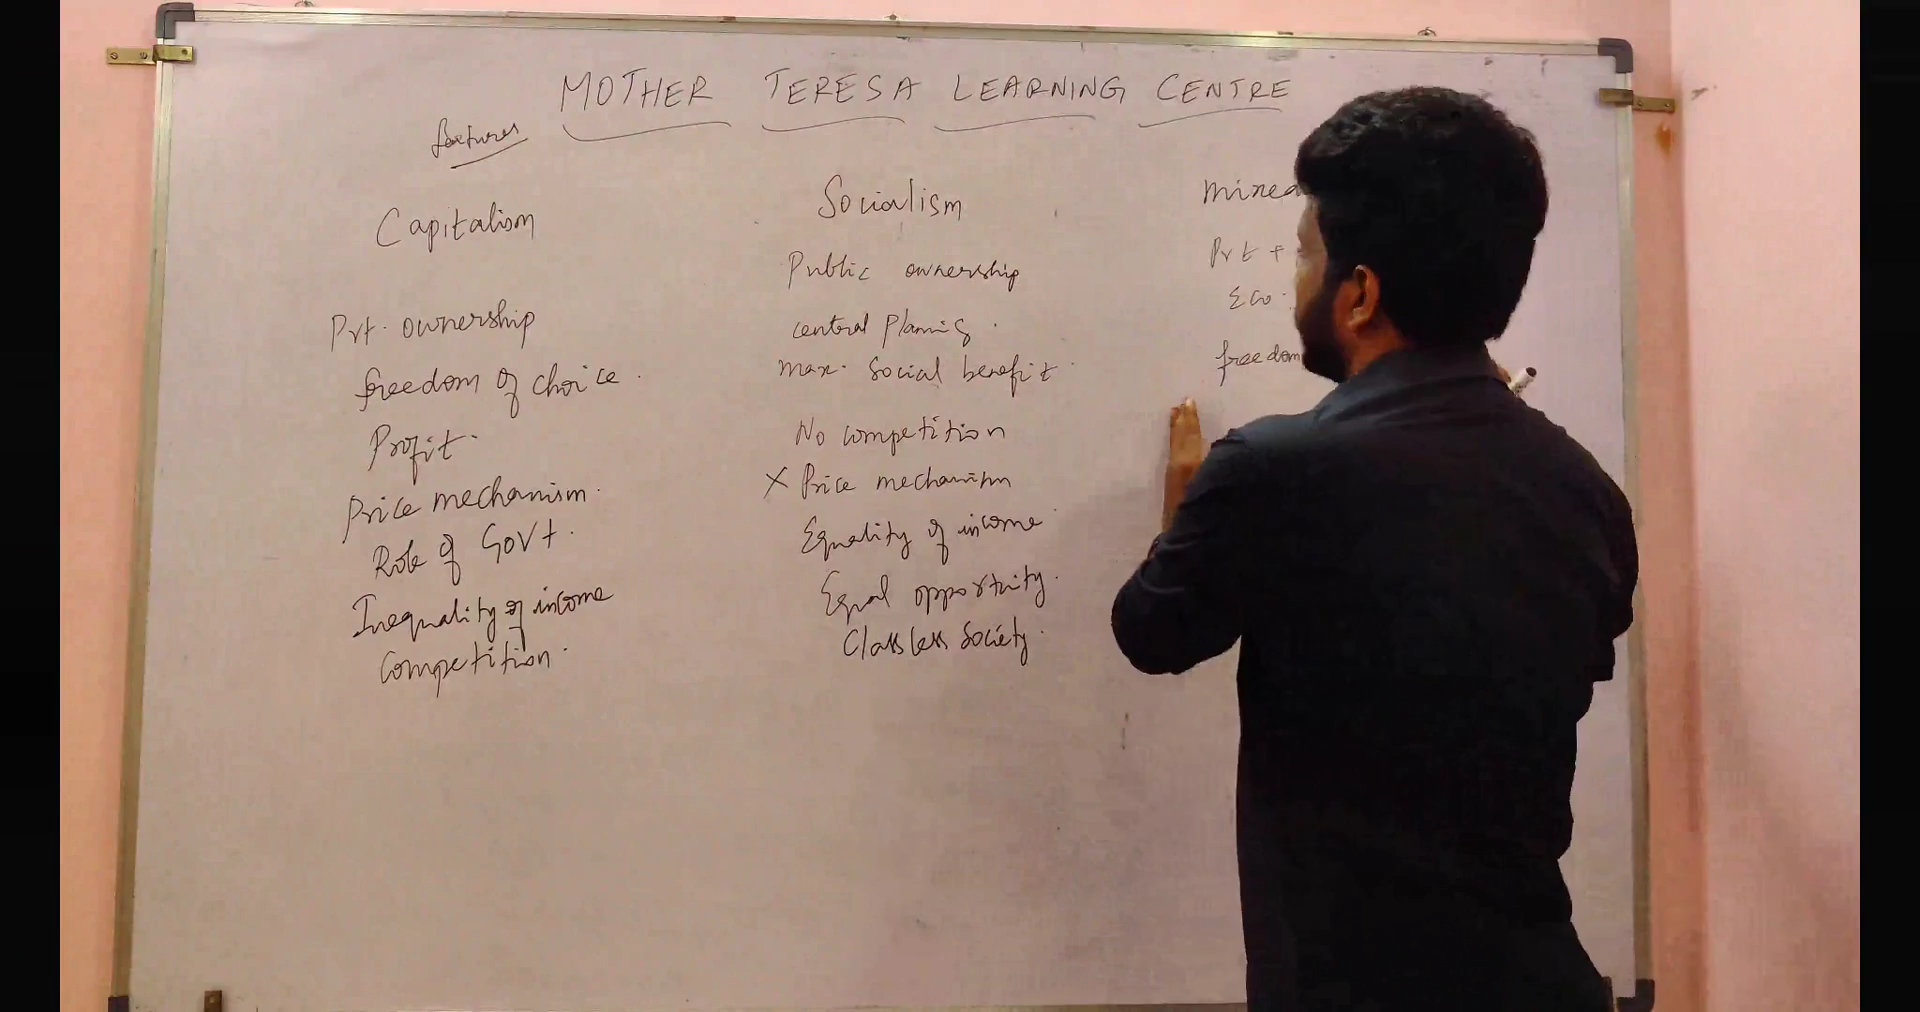 MOTHER TERESA LEARNING CENTRE
features
Capitalism
Pvt. ownership
freedom of choice.
Profit.
Price mechanism.
Role of Govt.
Inequality of income
Competition.
Socialism
Public ownership
central planning.
max. Social benefit.
No competition
X Price mechanism
Equality of income.
Equal opportunity.
Classless Society.
mixed
Pvt +
Eco.
freedom